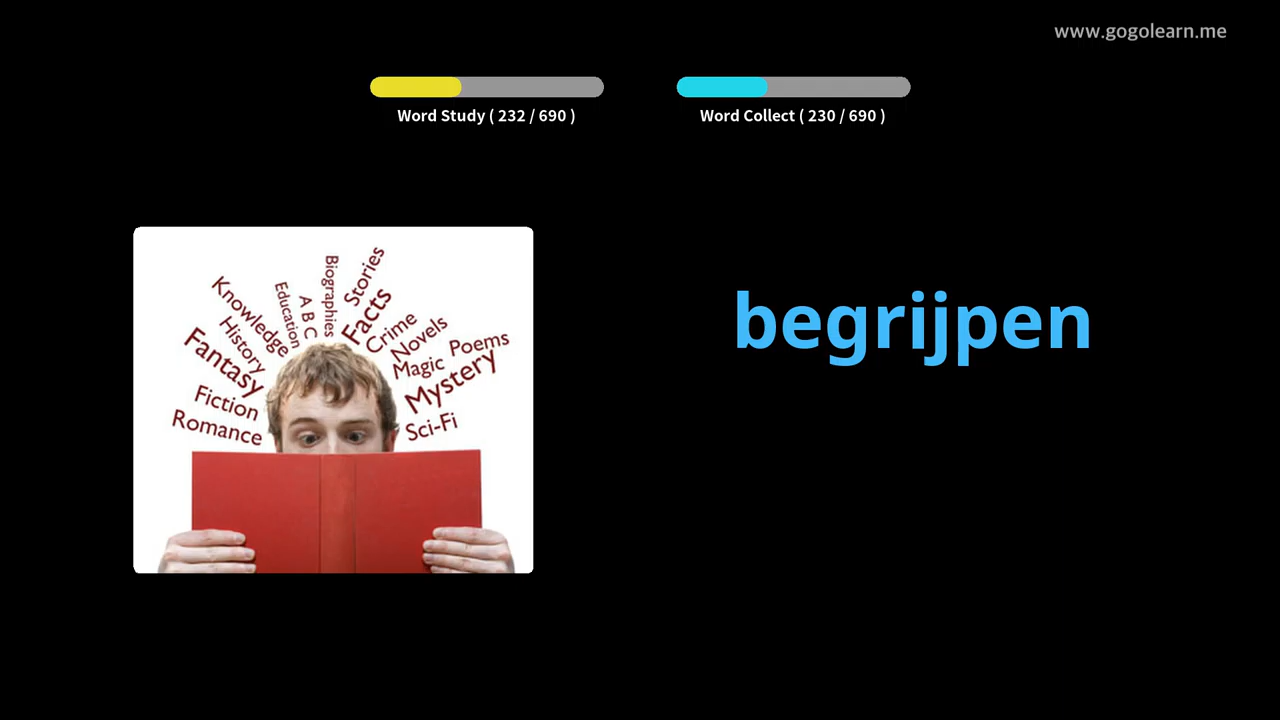 www.gogolearn.me
Word Study ( 232 / 690 )
Word Collect ( 230 / 690 )
begrijpen
Stories
Biographies
Facts
A B C
Education
Knowledge
Crime
Novels
History
Poems
Fantasy
Magic
Mystery
Fiction
Romance
Sci-Fi